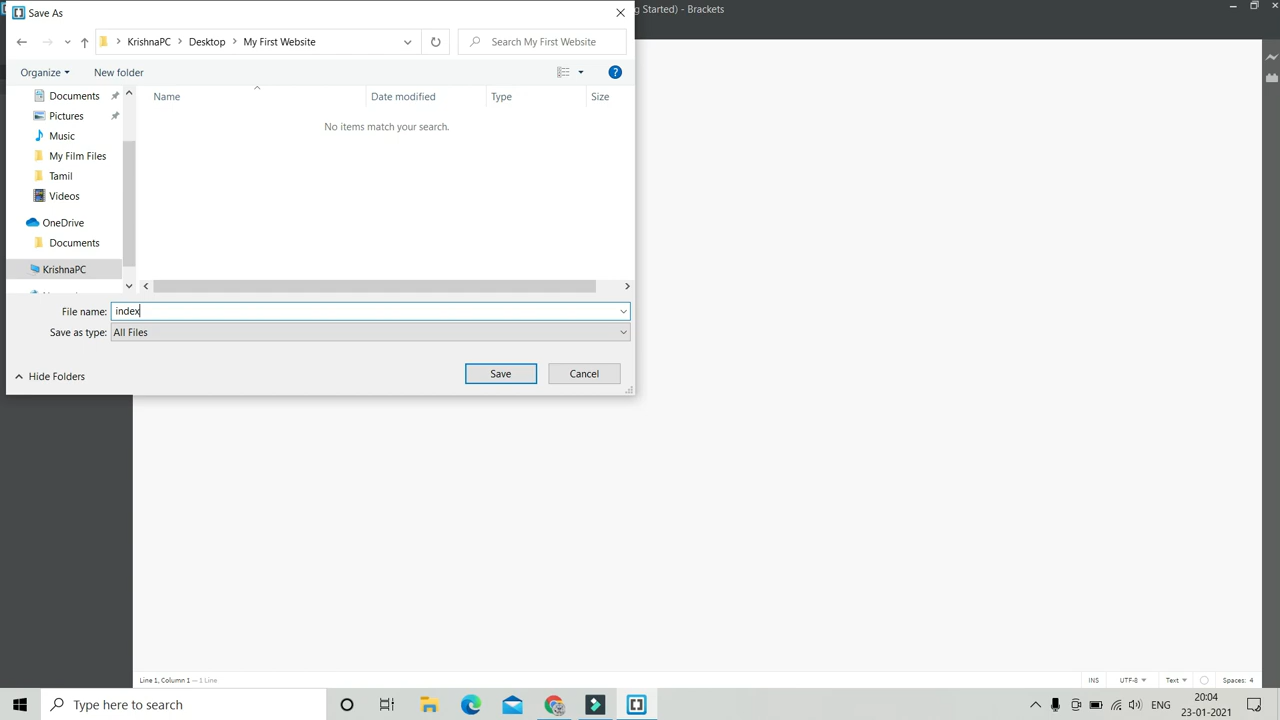 Save As
g Started) - Brackets
KrishnaPC
Desktop
My First Website
Search My First Website
Organize
New folder
Name
Date modified
Type
Size
Documents
Pictures
Music
My Film Files
Tamil
Videos
OneDrive
Documents
KrishnaPC
No items match your search.
File name:
index
Save as type:
All Files
Hide Folders
Save
Cancel
Line 1, Column 1 — 1 Line
INS
UTF-8
Text
Spaces: 4
Type here to search
ENG
20:04
23-01-2021